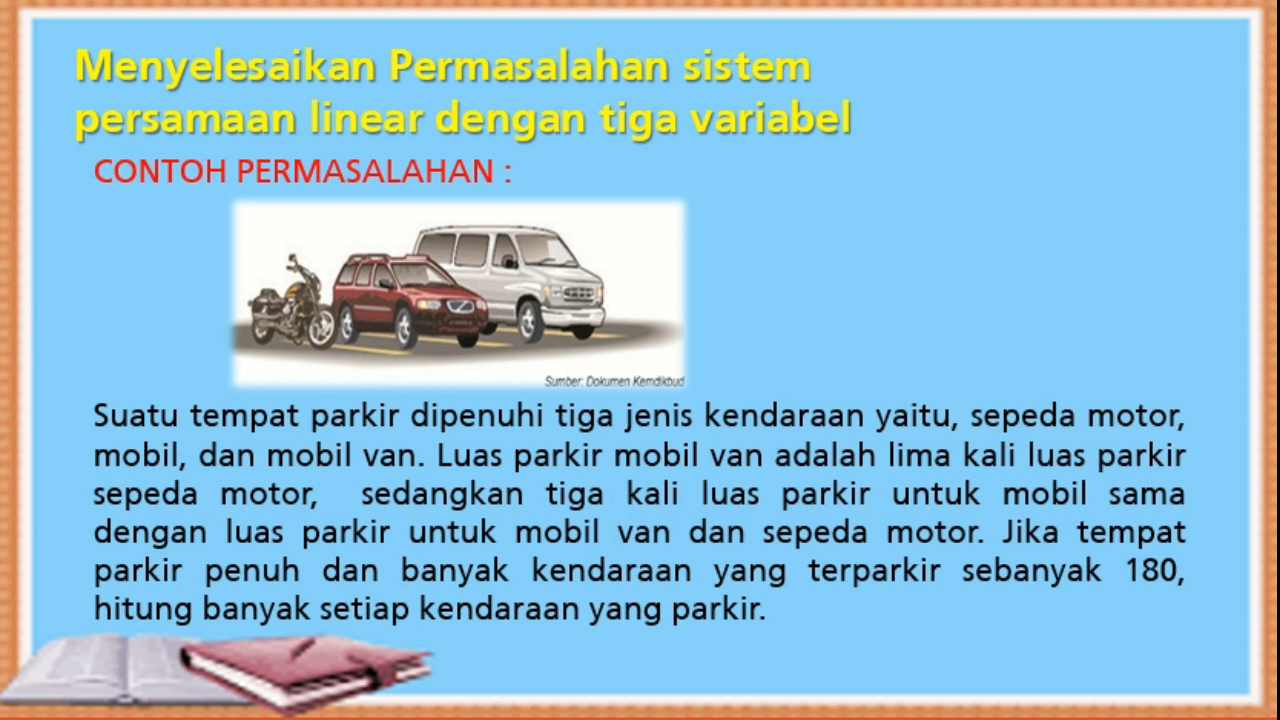 Menyelesaikan Permasalahan sistem
persamaan linear dengan tiga variabel
CONTOH PERMASALAHAN :
Sumber: Dokumen Kemdikbud
Suatu tempat parkir dipenuhi tiga jenis kendaraan yaitu, sepeda motor,
mobil, dan mobil van. Luas parkir mobil van adalah lima kali luas parkir
sepeda motor, sedangkan tiga kali luas parkir untuk mobil sama
dengan luas parkir untuk mobil van dan sepeda motor. Jika tempat
parkir penuh dan banyak kendaraan yang terparkir sebanyak 180,
hitung banyak setiap kendaraan yang parkir.